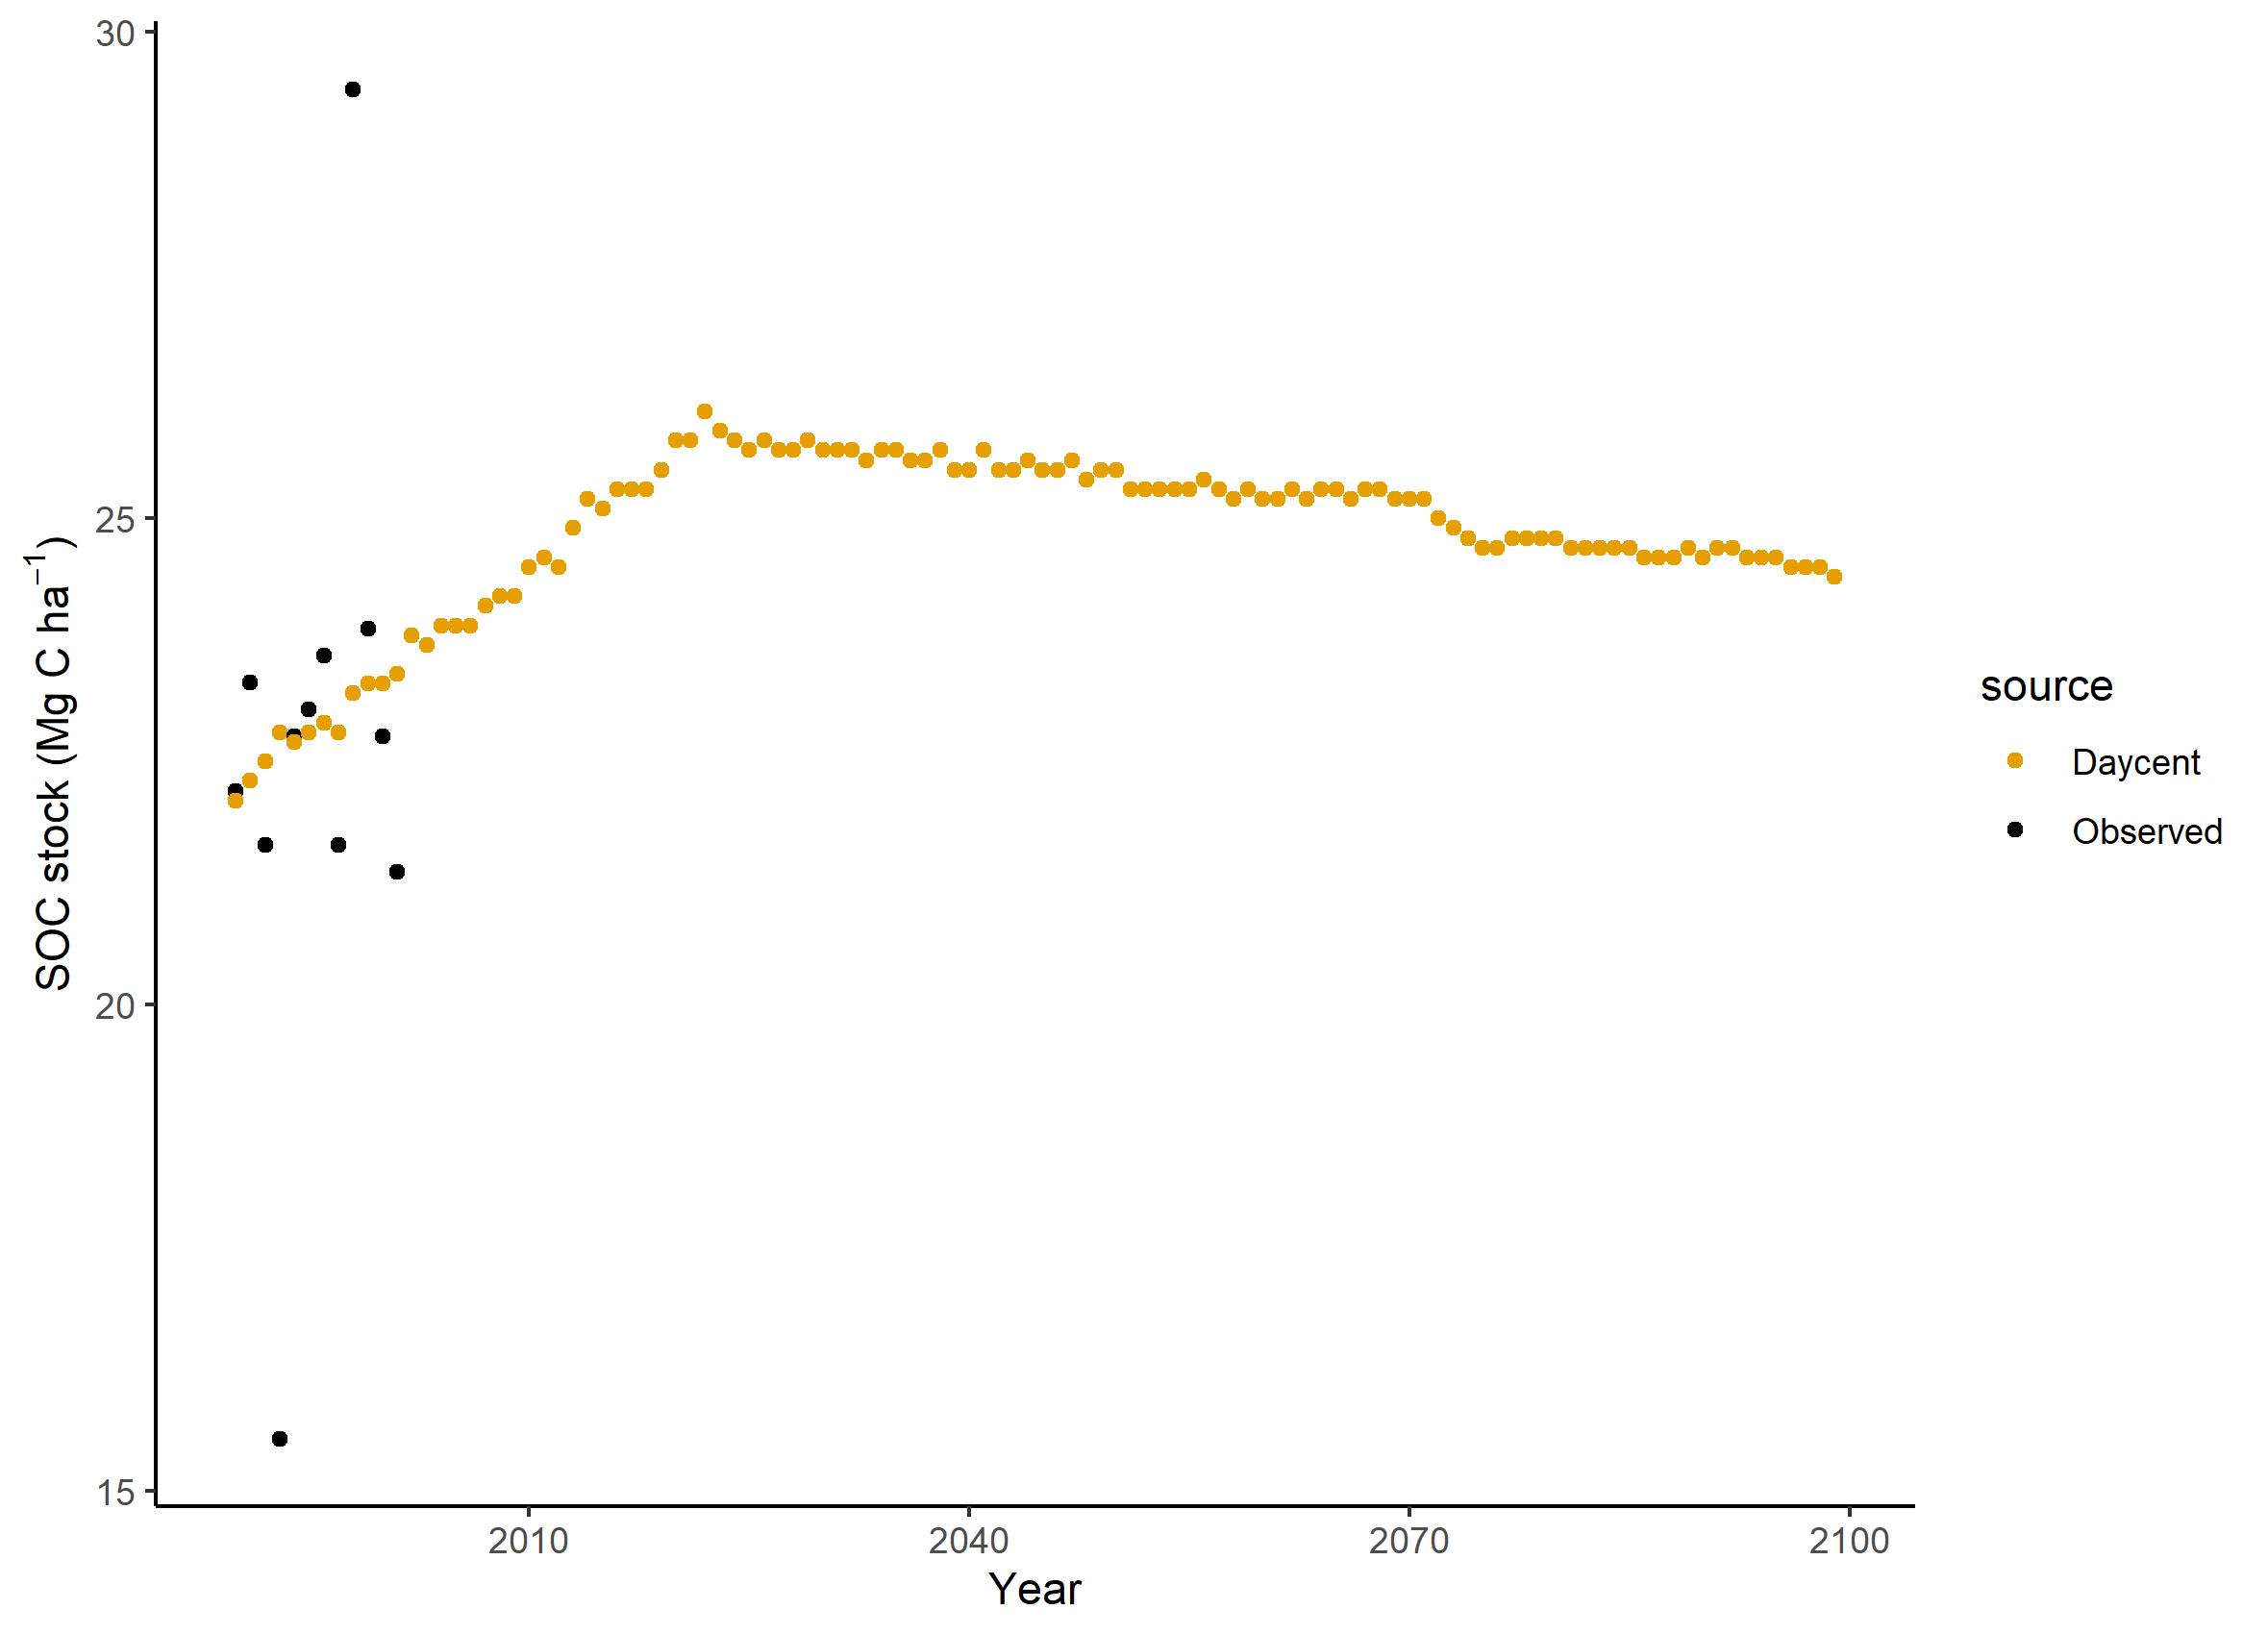 30
25
20
15
SOC stock (Mg C ha⁻¹)
2010 2040 2070 2100
Year
source
Daycent
Observed